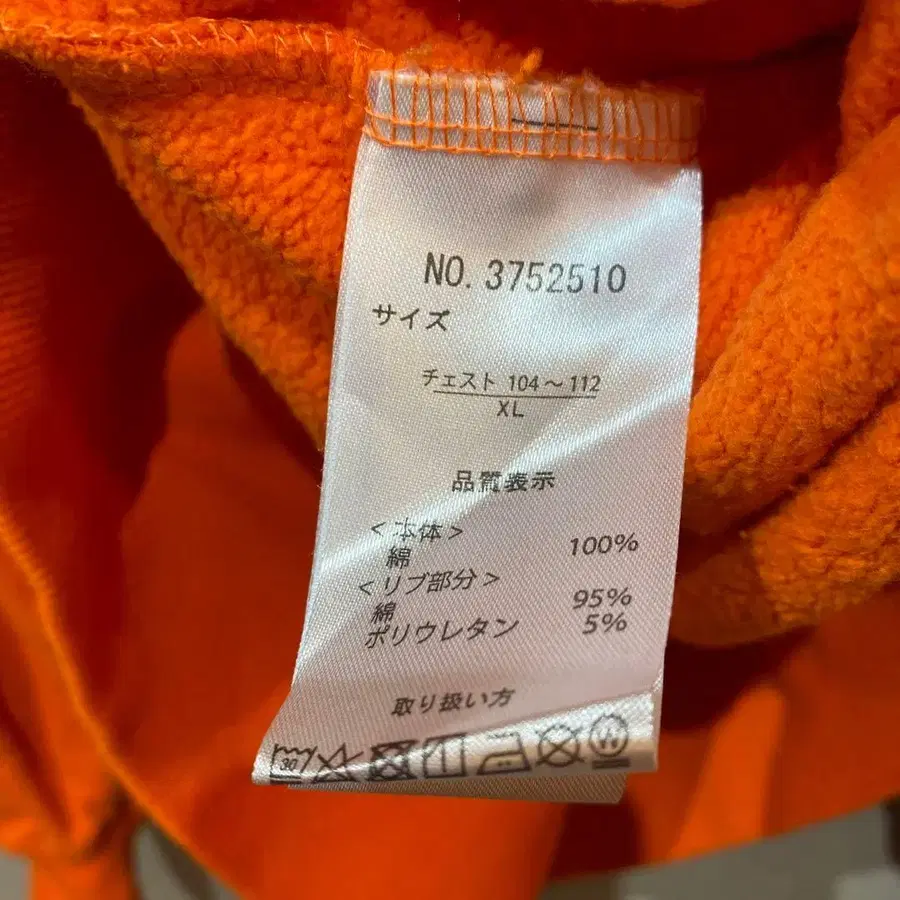 NO. 3752510
サイズ
チェスト 104～112
XL
品質表示
＜本体＞
綿 100%
＜リブ部分＞
綿 95%
ポリウレタン 5%
取り扱い方
30 W